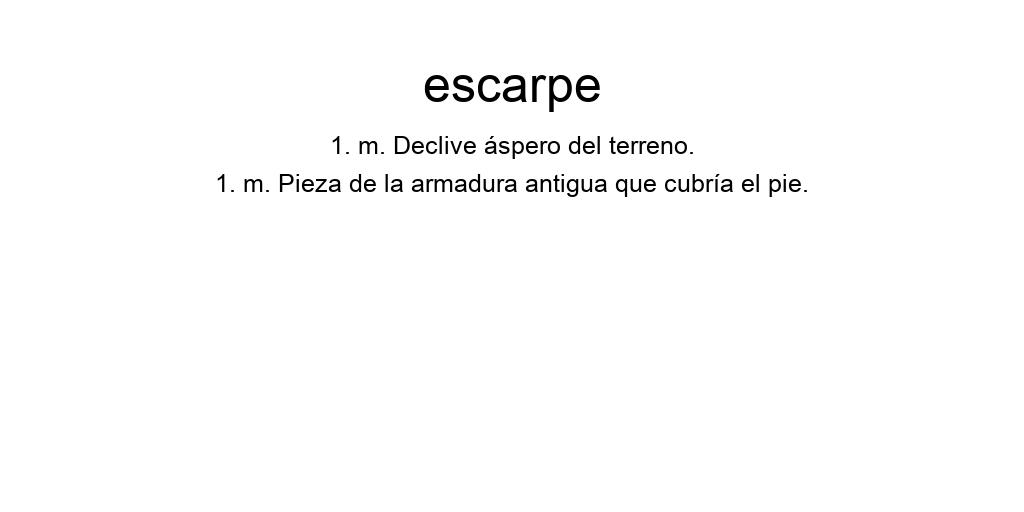 escarpe
1. m. Declive áspero del terreno.
1. m. Pieza de la armadura antigua que cubría el pie.